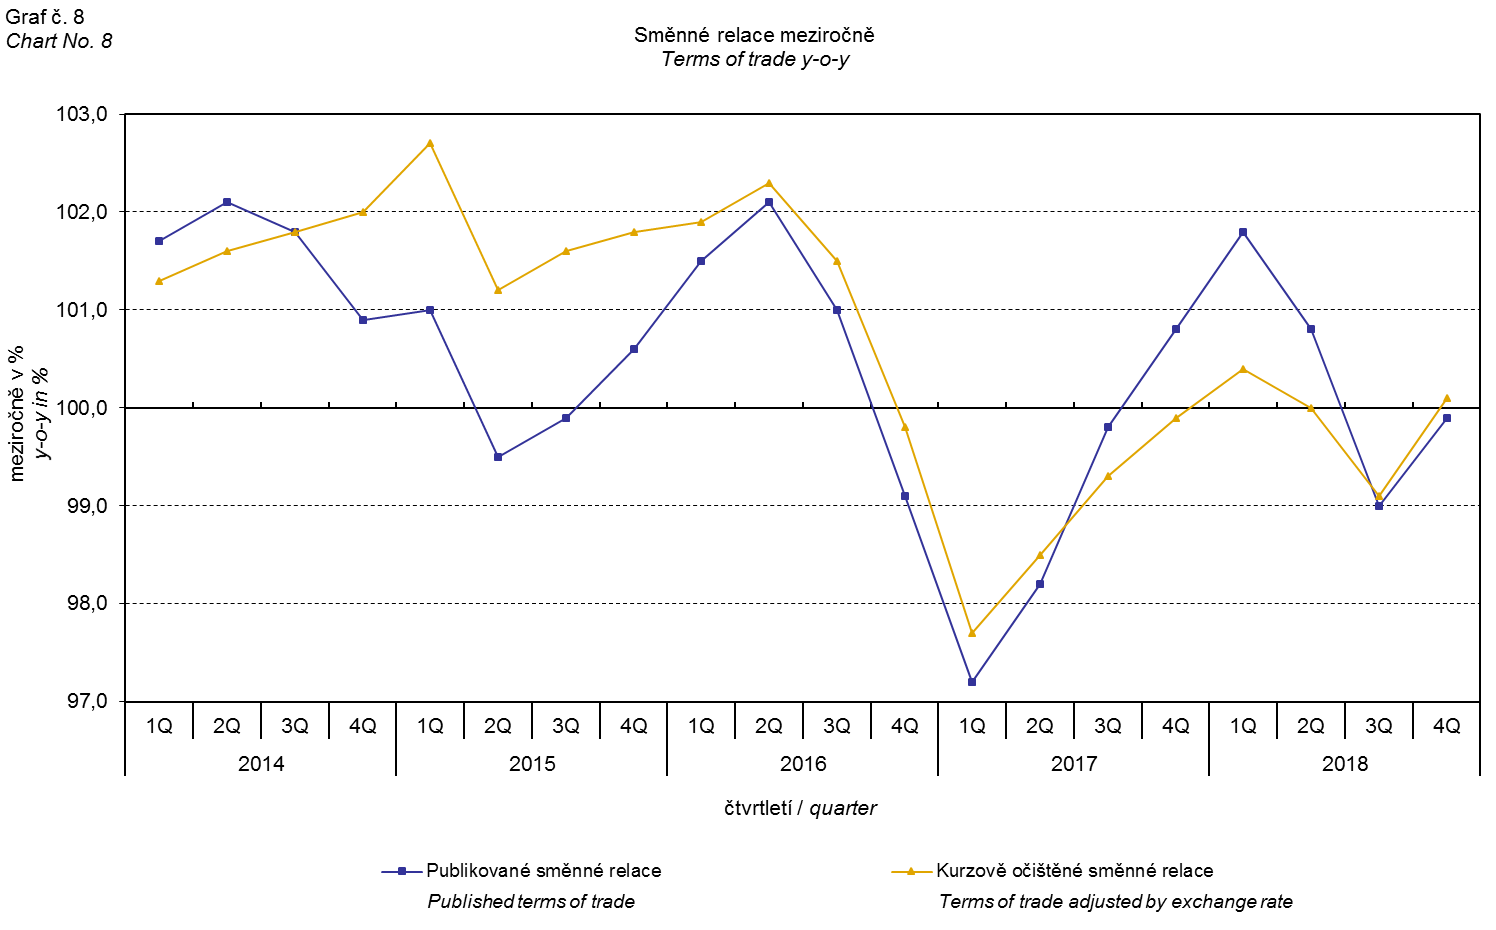 Graf č. 8
Chart No. 8
Směnné relace meziročně
Terms of trade y-o-y
meziročně v %
y-o-y in %
103,0
102,0
101,0
100,0
99,0
98,0
97,0
1Q 2Q 3Q 4Q 1Q 2Q 3Q 4Q 1Q 2Q 3Q 4Q 1Q 2Q 3Q 4Q 1Q 2Q 3Q 4Q
2014 2015 2016 2017 2018
čtvrtletí / quarter
Publikované směnné relace
Published terms of trade
Kurzově očištěné směnné relace
Terms of trade adjusted by exchange rate